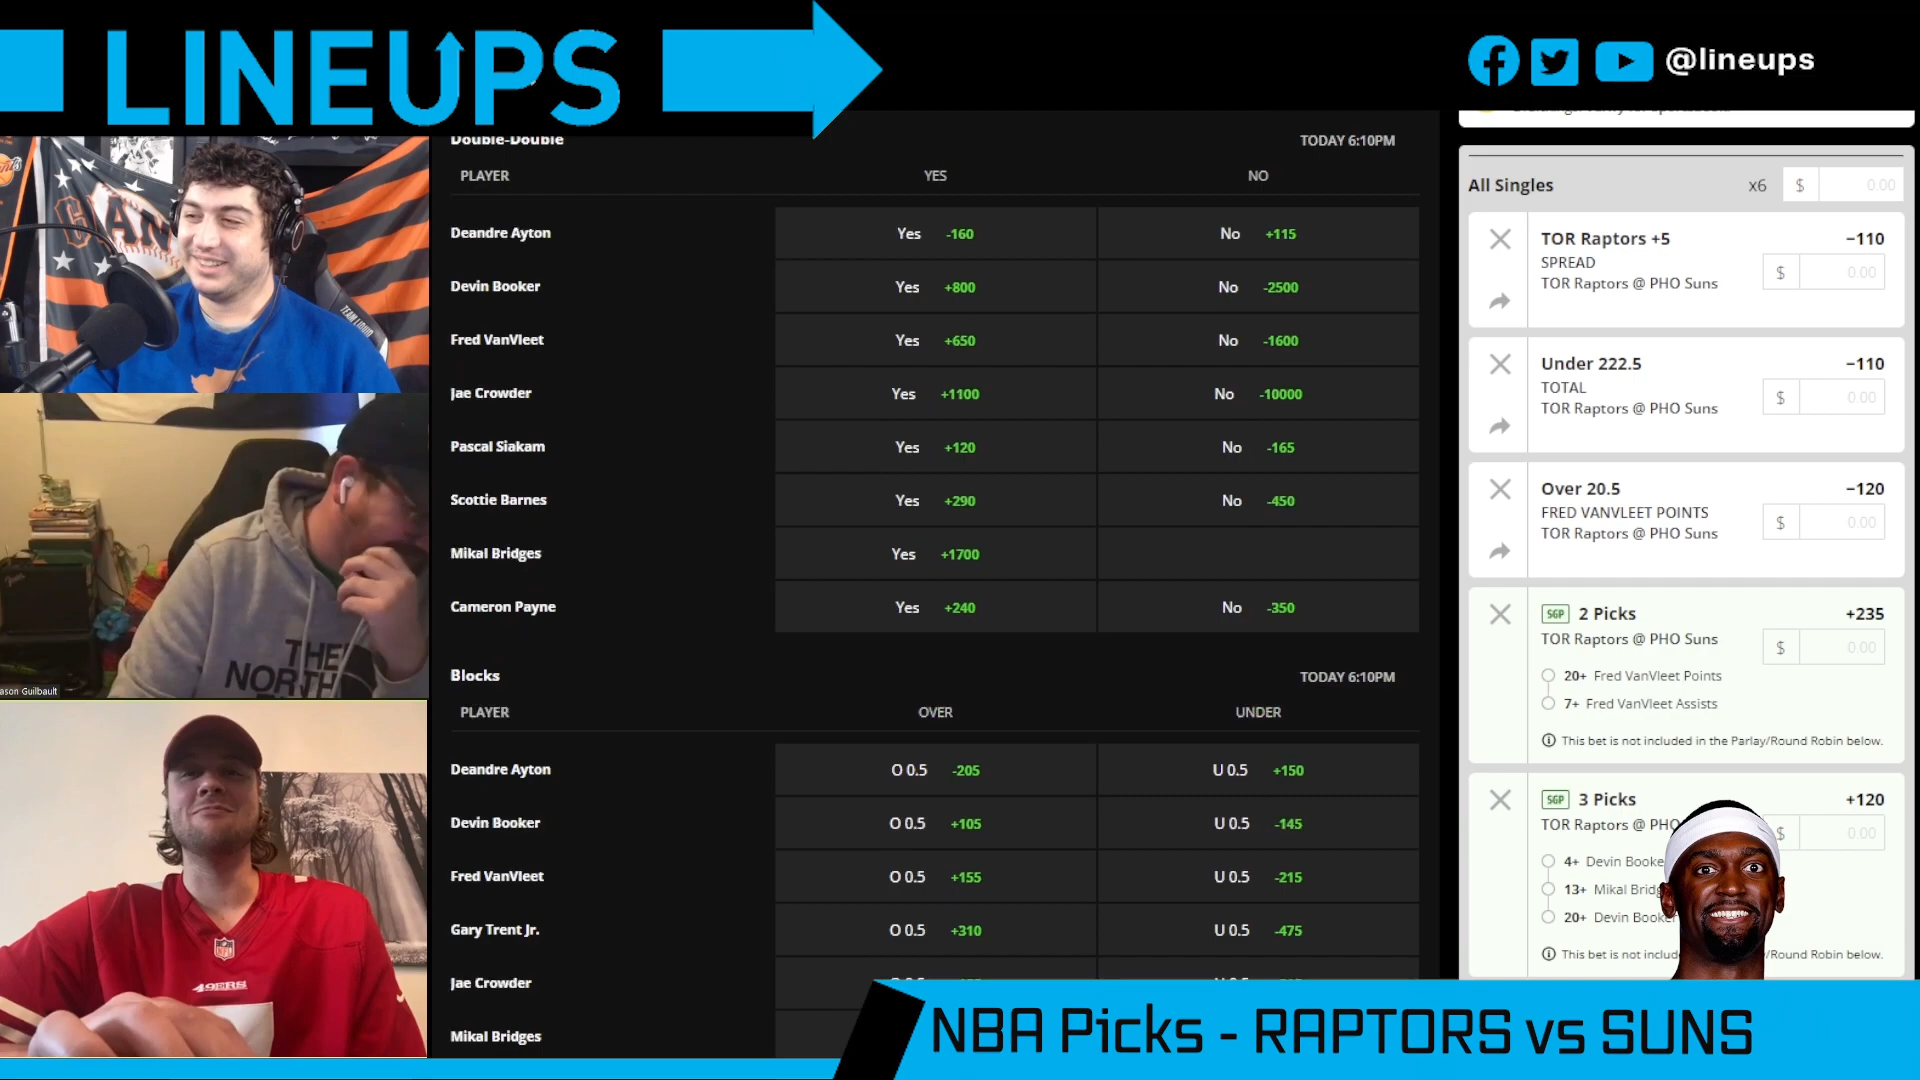 LINEUPS
@lineups
Double-Double
TODAY 6:10PM
PLAYER YES NO
Deandre Ayton Yes -160 No +115
Devin Booker Yes +800 No -2500
Fred VanVleet Yes +650 No -1600
Jae Crowder Yes +1100 No -10000
Pascal Siakam Yes +120 No -165
Scottie Barnes Yes +290 No -450
Mikal Bridges Yes +1700
Cameron Payne Yes +240 No -350
Blocks
TODAY 6:10PM
PLAYER OVER UNDER
Deandre Ayton O 0.5 -205 U 0.5 +150
Devin Booker O 0.5 +105 U 0.5 -145
Fred VanVleet O 0.5 +155 U 0.5 -215
Gary Trent Jr. O 0.5 +310 U 0.5 -475
Jae Crowder
Mikal Bridges
All Singles x6 $ 0.00
TOR Raptors +5 −110
SPREAD $ 0.00
TOR Raptors @ PHO Suns
Under 222.5 −110
TOTAL $ 0.00
TOR Raptors @ PHO Suns
Over 20.5 −120
FRED VANVLEET POINTS $ 0.00
TOR Raptors @ PHO Suns
SGP 2 Picks +235
TOR Raptors @ PHO Suns $ 0.00
20+ Fred VanVleet Points
7+ Fred VanVleet Assists
This bet is not included in the Parlay/Round Robin below.
SGP 3 Picks +120
TOR Raptors @ PHO $ 0.00
4+ Devin Booke
13+ Mikal Bridg
20+ Devin Booke
This bet is not includ /Round Robin below.
TEAM LIQUID
THE
NORTH
ason Guilbault
NFL
49ERS
NBA Picks - RAPTORS vs SUNS